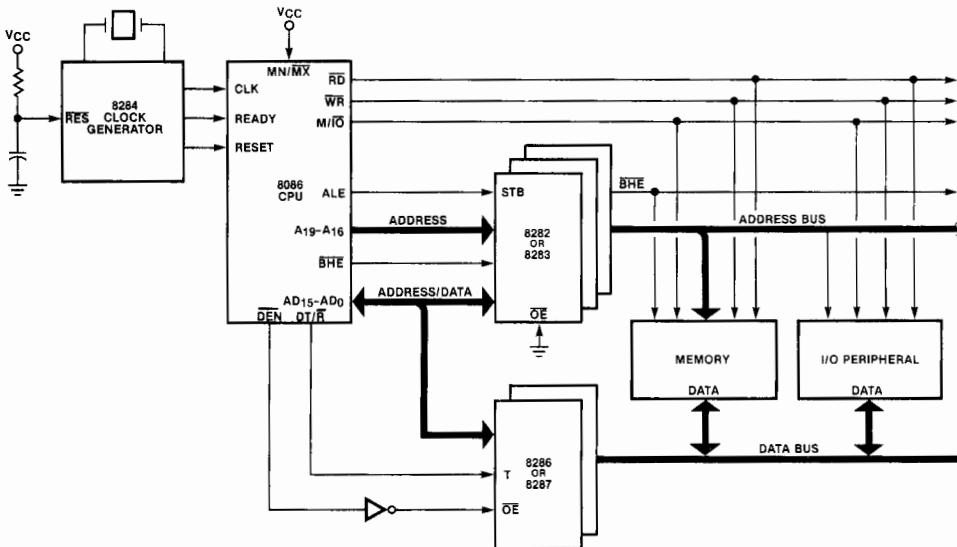 VCC
8284
CLOCK
GENERATOR
RES
VCC
MN/MX
CLK
READY
RESET
8086
CPU
RD
WR
M/IO
ALE
A19–A16
BHE
AD15–AD0
DEN
DT/R
ADDRESS
ADDRESS/DATA
STB
8282
OR
8283
OE
BHE
ADDRESS BUS
MEMORY
DATA
I/O PERIPHERAL
DATA
DATA BUS
8286
OR
8287
T
OE